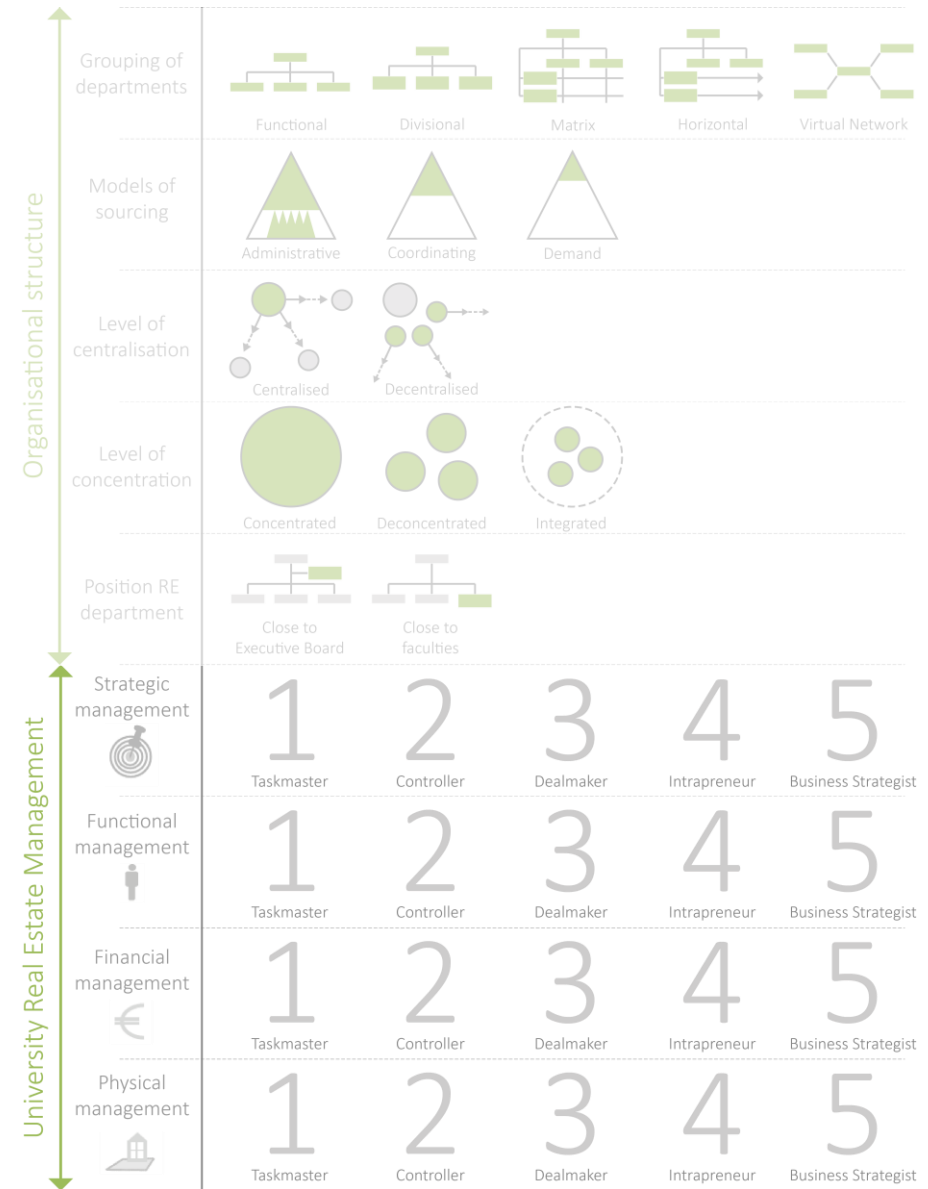 Organisational structure
Grouping of
departments
Functional
Divisional
Matrix
Horizontal
Virtual Network
Models of
sourcing
Administrative
Coordinating
Demand
Level of
centralisation
Centralised
Decentralised
Level of
concentration
Concentrated
Deconcentrated
Integrated
Position RE
department
Close to
Executive Board
Close to
faculties
University Real Estate Management
Strategic
management
1 2 3 4 5
Taskmaster
Controller
Dealmaker
Intrapreneur
Business Strategist
Functional
management
1 2 3 4 5
Taskmaster
Controller
Dealmaker
Intrapreneur
Business Strategist
Financial
management
€
1 2 3 4 5
Taskmaster
Controller
Dealmaker
Intrapreneur
Business Strategist
Physical
management
1 2 3 4 5
Taskmaster
Controller
Dealmaker
Intrapreneur
Business Strategist